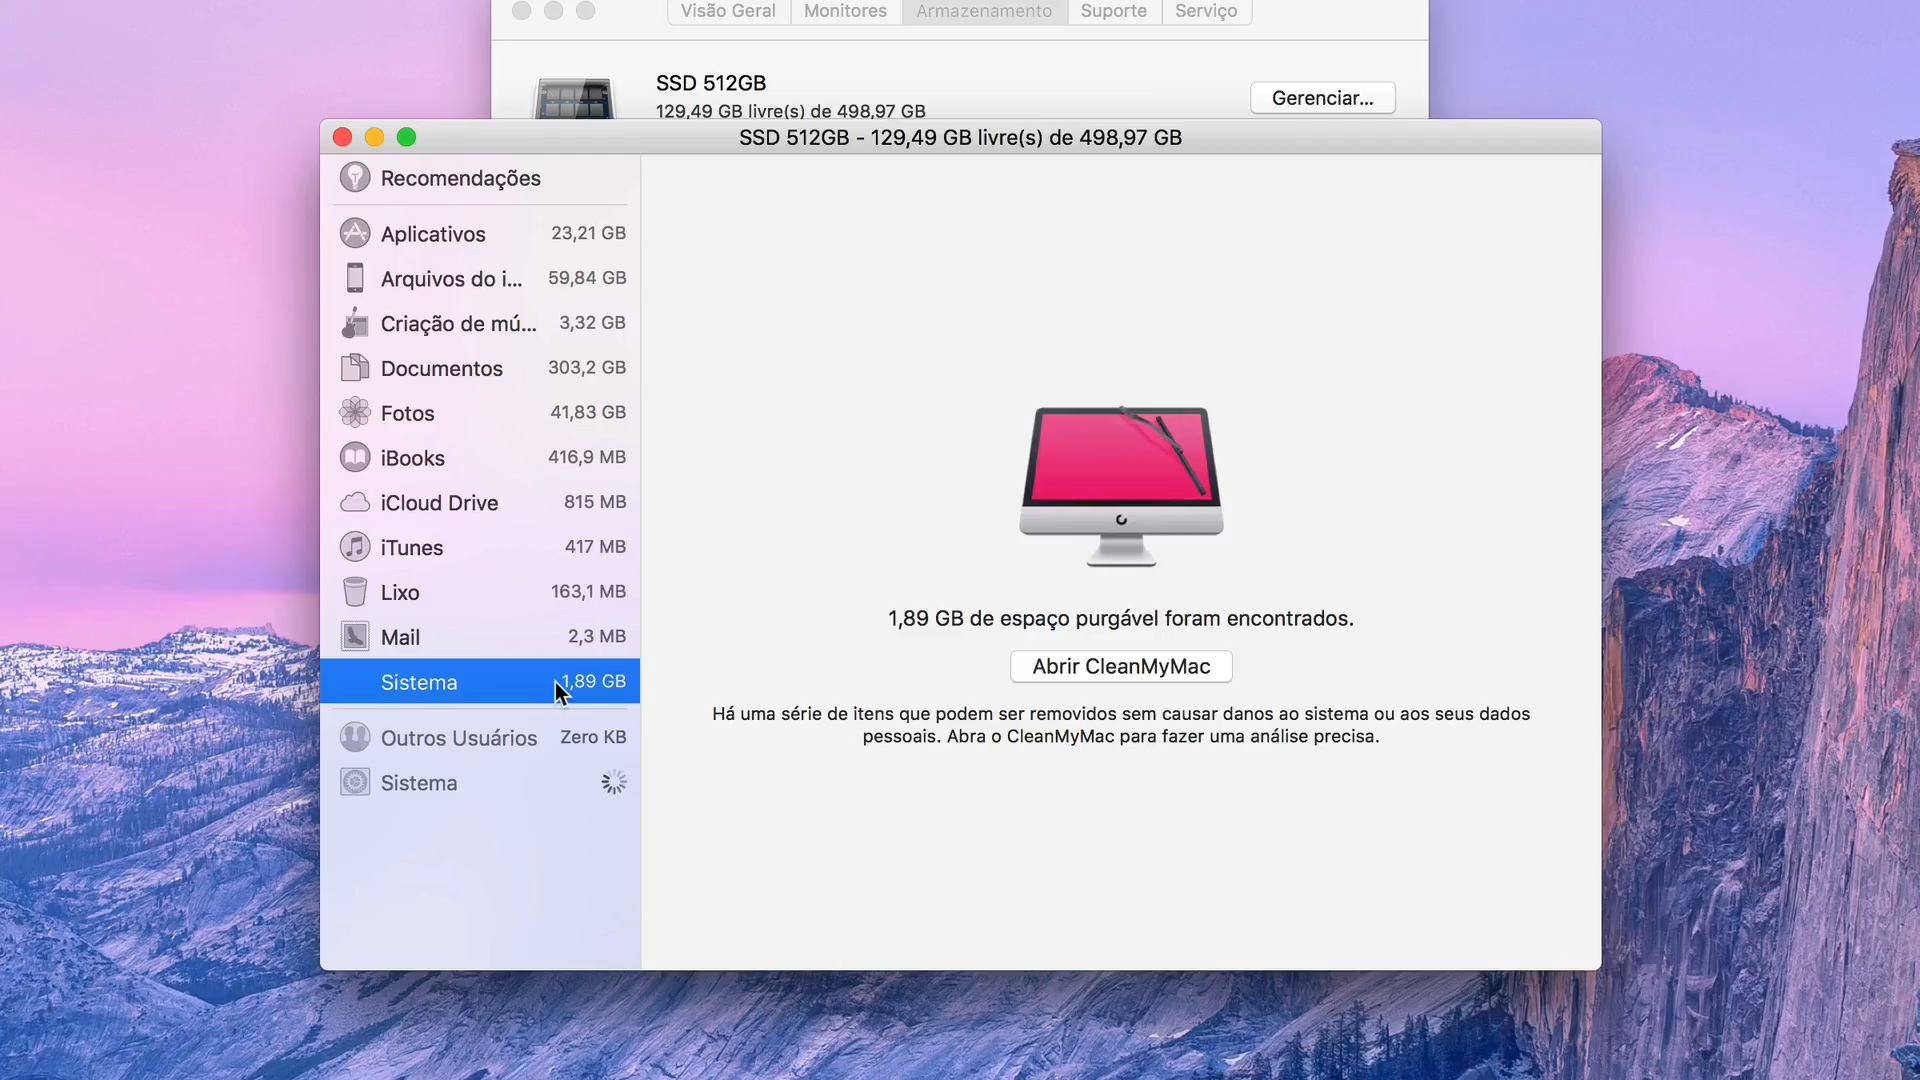 Visão Geral Monitores Armazenamento Suporte Serviço
SSD 512GB
129,49 GB livre(s) de 498,97 GB
Gerenciar...
SSD 512GB - 129,49 GB livre(s) de 498,97 GB
Recomendações
Aplicativos 23,21 GB
Arquivos do i... 59,84 GB
Criação de mú... 3,32 GB
Documentos 303,2 GB
Fotos 41,83 GB
iBooks 416,9 MB
iCloud Drive 815 MB
iTunes 417 MB
Lixo 163,1 MB
Mail 2,3 MB
Sistema 1,89 GB
Outros Usuários Zero KB
Sistema
1,89 GB de espaço purgável foram encontrados.
Abrir CleanMyMac
Há uma série de itens que podem ser removidos sem causar danos ao sistema ou aos seus dados
pessoais. Abra o CleanMyMac para fazer uma análise precisa.